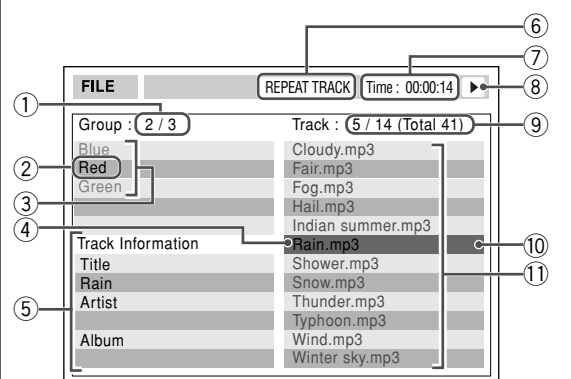 ⑥
⑦
FILE REPEAT TRACK Time : 00:00:14 ⑧
①
Group : 2 / 3 Track : 5 / 14 (Total 41) ⑨
Blue Cloudy.mp3
② Red Fair.mp3
Green Fog.mp3
③ Hail.mp3
④ Indian summer.mp3
Track Information Rain.mp3 ⑩
Title Shower.mp3 ⑪
Rain Snow.mp3
⑤ Artist Thunder.mp3
Typhoon.mp3
Album Wind.mp3
Winter sky.mp3